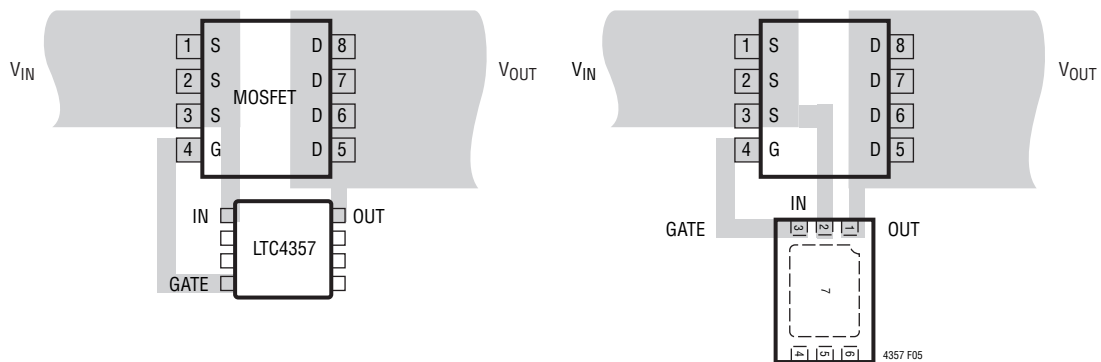 1 S D 8
2 S D 7
MOSFET
3 S D 6
4 G D 5
VIN
VOUT
IN
OUT
LTC4357
GATE
1 S D 8
2 S D 7
3 S D 6
4 G D 5
VIN
VOUT
IN
GATE
OUT
3 2 1
7
4 5 6
4357 F05